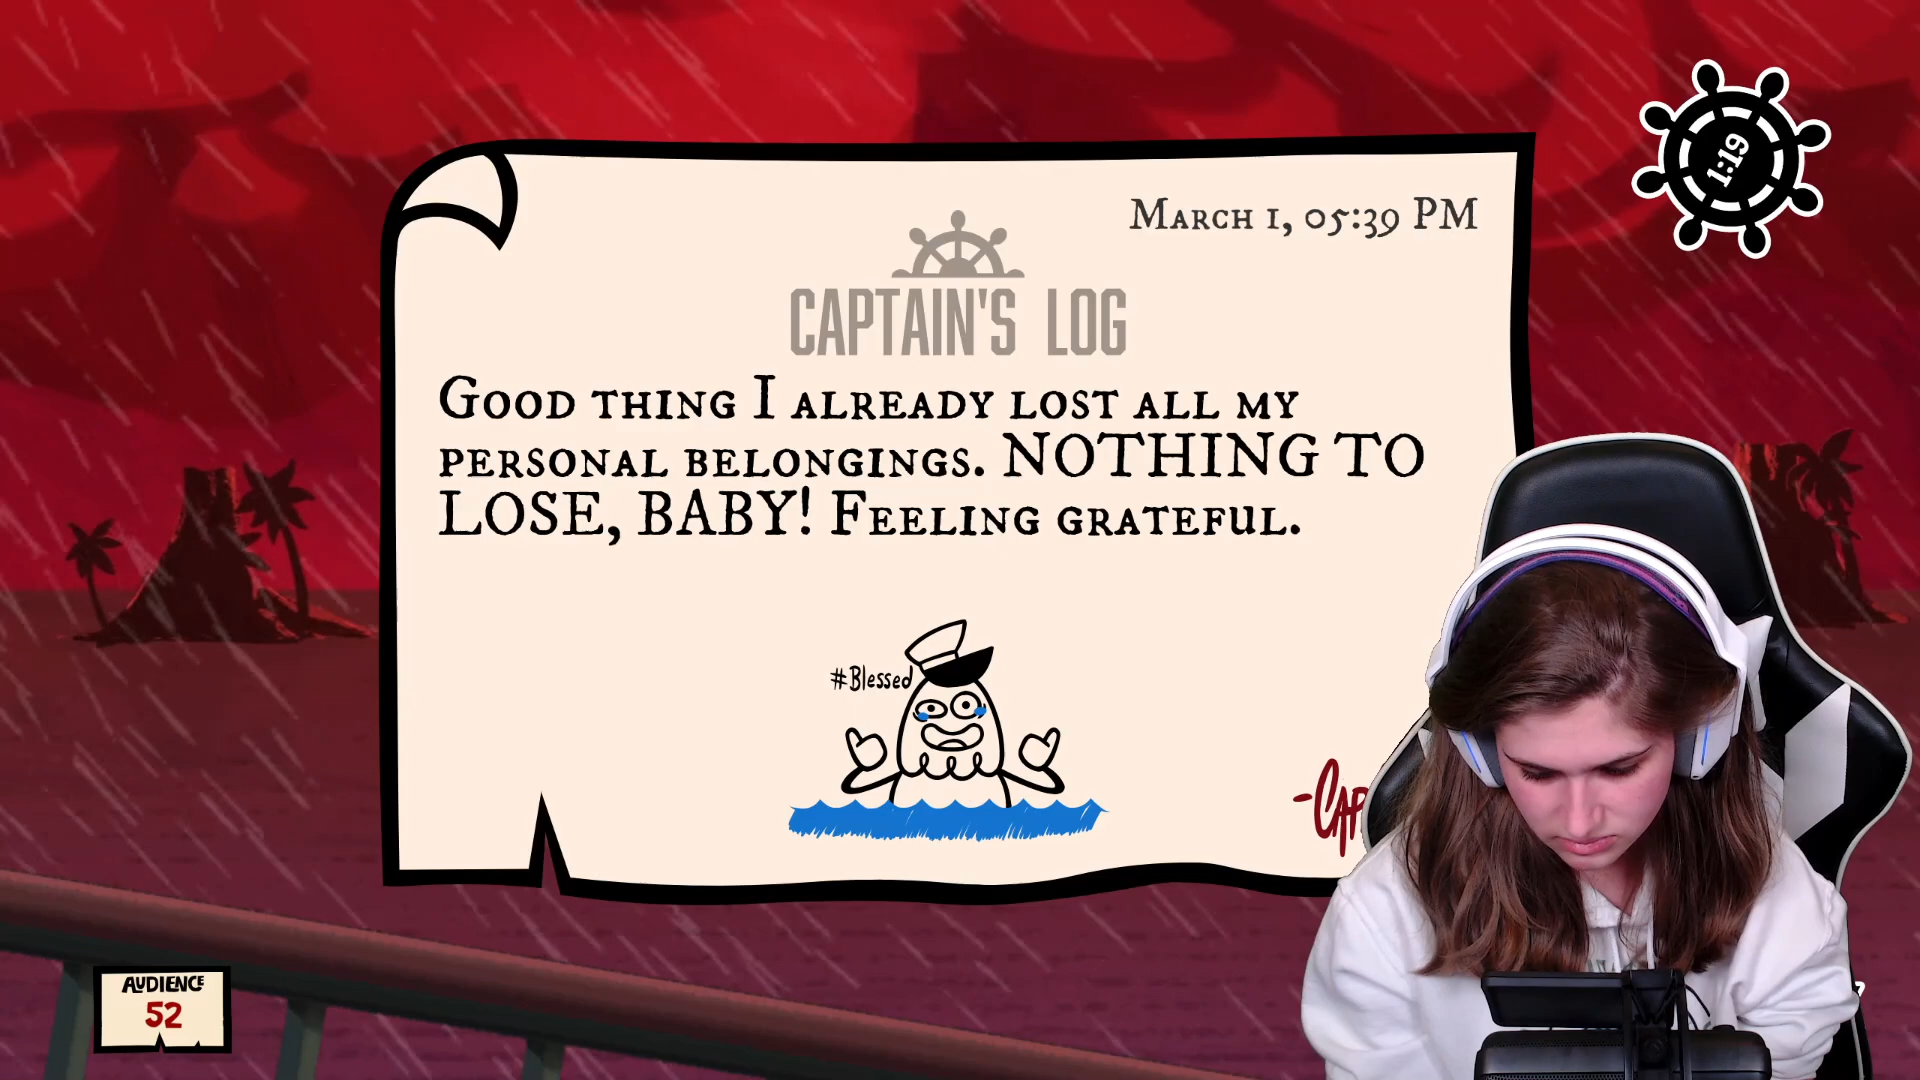 1:19
March 1, 05:39 PM
CAPTAIN'S LOG
Good thing I already lost all my
personal belongings. NOTHING TO
LOSE, BABY! Feeling grateful.
#Blessed
AUDIENCE
52